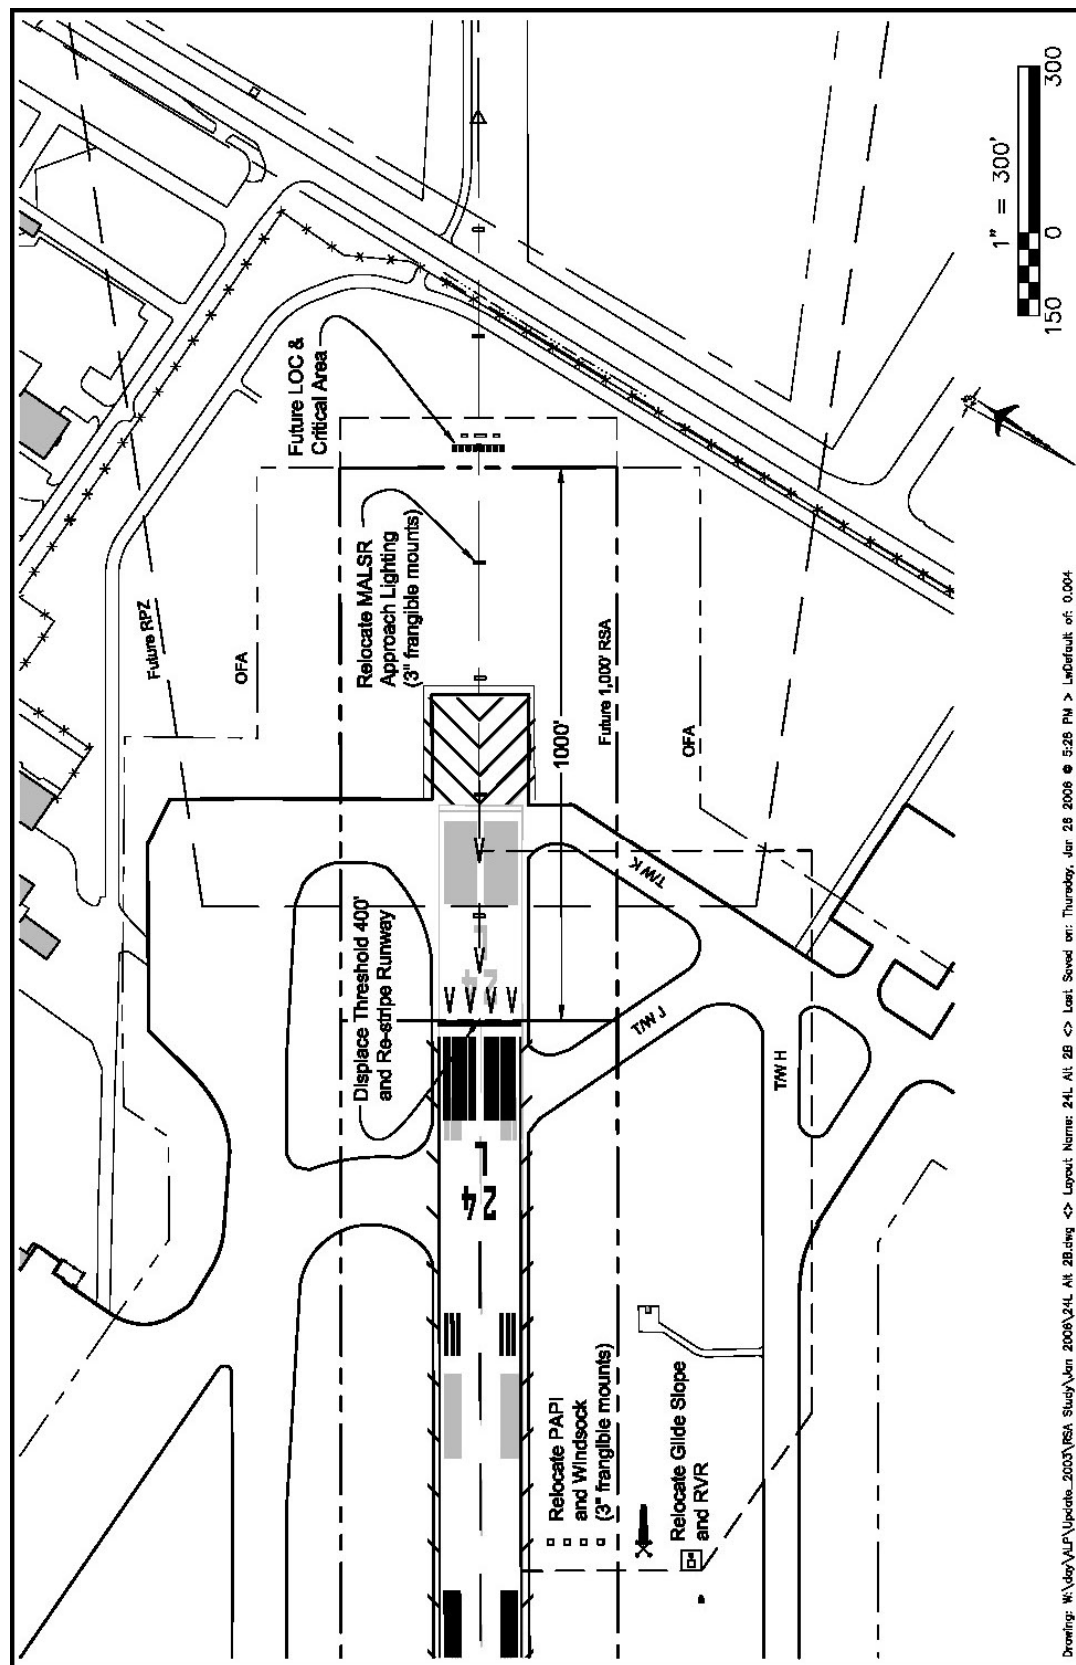 1" = 300'
150 0 300
Future LOC &
Critical Area
Relocate MALSR
Approach Lighting
(3" frangible mounts)
Future RPZ
OFA
Future 1,000' RSA
1000'
OFA
Displace Threshold 400'
and Re-stripe Runway
T/W K
T/W J
T/W H
L
24
L
24
Relocate PAPI
and Windsock
(3" frangible mounts)
Relocate Glide Slope
and RVR
Drawing: W:\day\ALP\Update_2003\RSA Study\Jan 2006\24L Alt 2B.dwg <> Layout Name: 24L Alt 2B <> Last Saved on: Thursday, Jan 26 2006 @ 5:26 PM > LwDefault of: 0.004